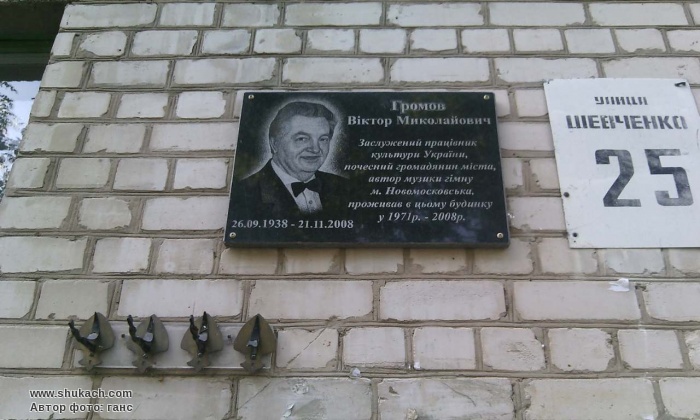 Громов
Віктор Миколайович
Заслужений працівник
культури України,
почесний громадянин міста,
автор музики гімну
м. Новомосковська,
проживав в цьому будинку
у 1971р. - 2008р.
26.09.1938 - 21.11.2008
УЛИЦА
ШЕВЧЕНКО
25
www.shukach.com
Автор фото: ганс